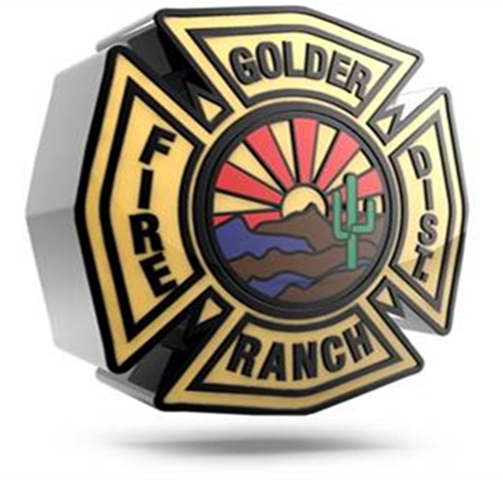 GOLDER
RANCH
FIRE
DIST.